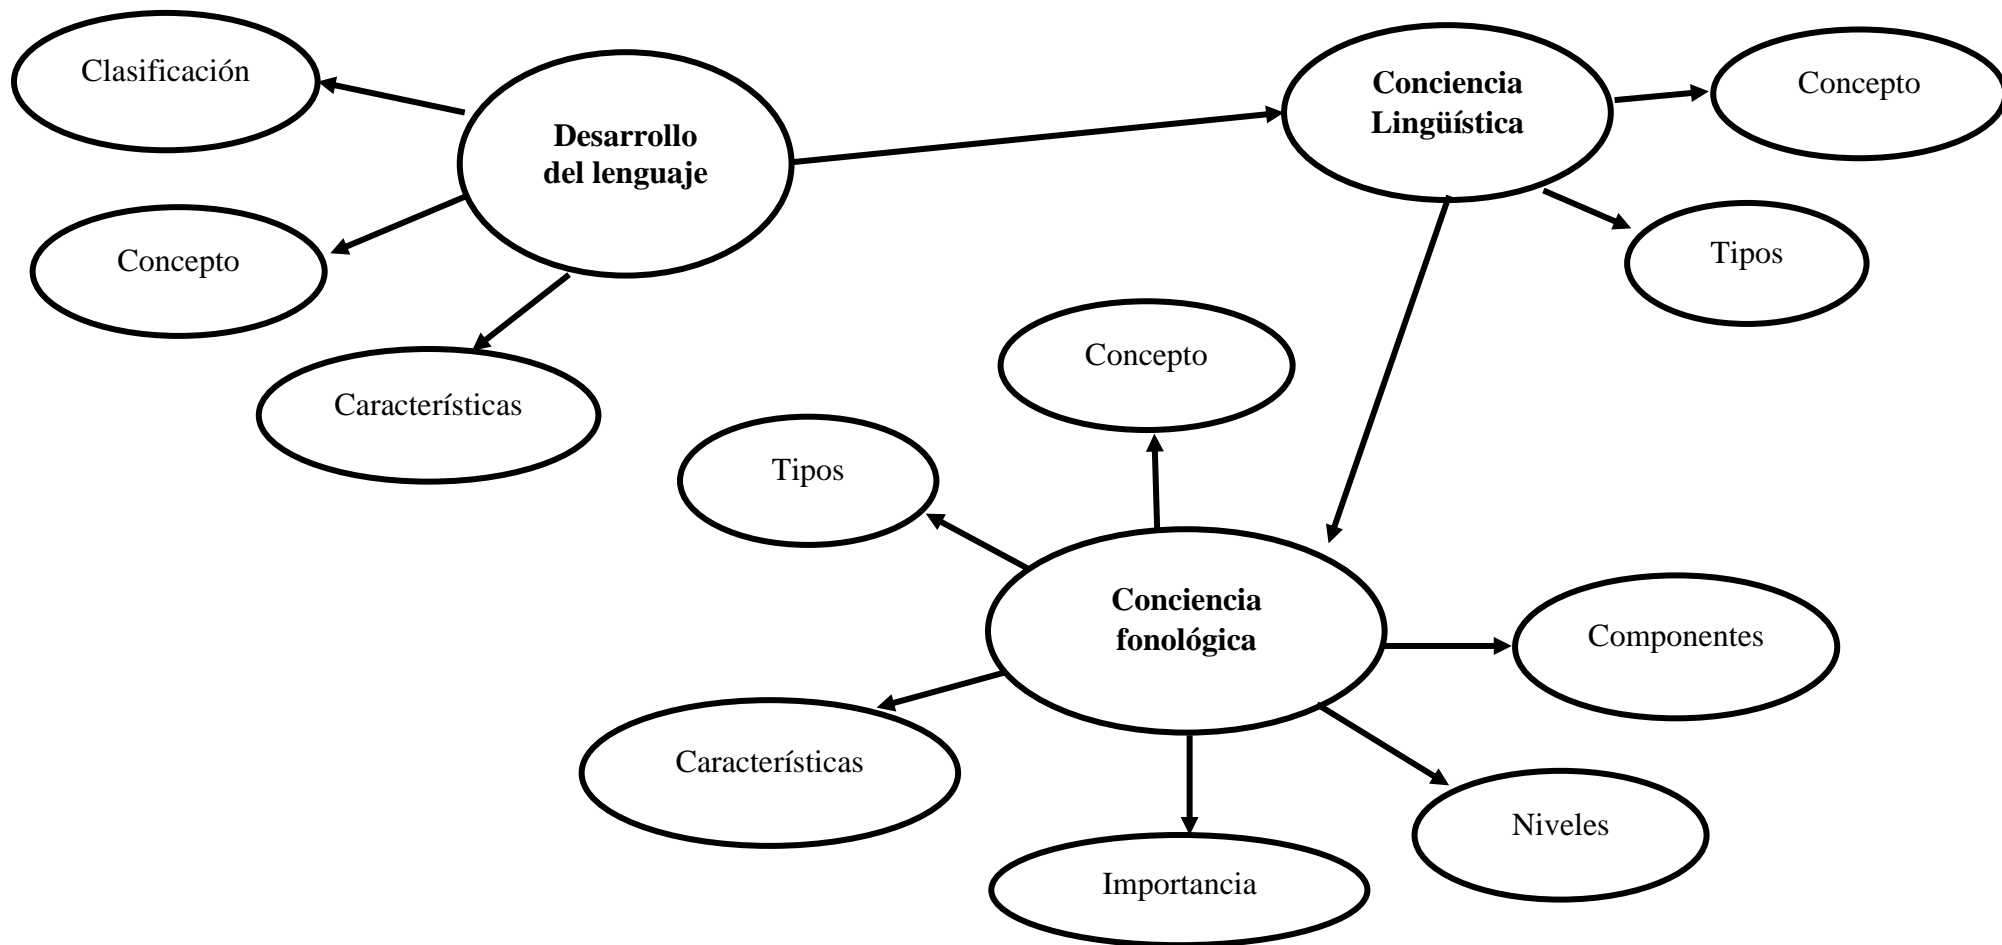 Clasificación
Desarrollo
del lenguaje
Concepto
Características
Conciencia
Lingüística
Concepto
Tipos
Concepto
Tipos
Conciencia
fonológica
Componentes
Características
Niveles
Importancia